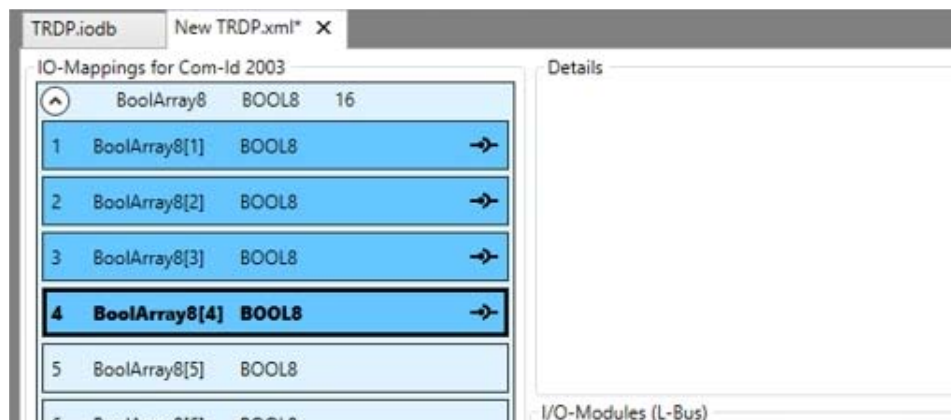 TRDP.iodb New TRDP.xml*
IO-Mappings for Com-Id 2003
BoolArray8 BOOL8 16
1 BoolArray8[1] BOOL8
2 BoolArray8[2] BOOL8
3 BoolArray8[3] BOOL8
4 BoolArray8[4] BOOL8
5 BoolArray8[5] BOOL8
Details
I/O-Modules (L-Bus)